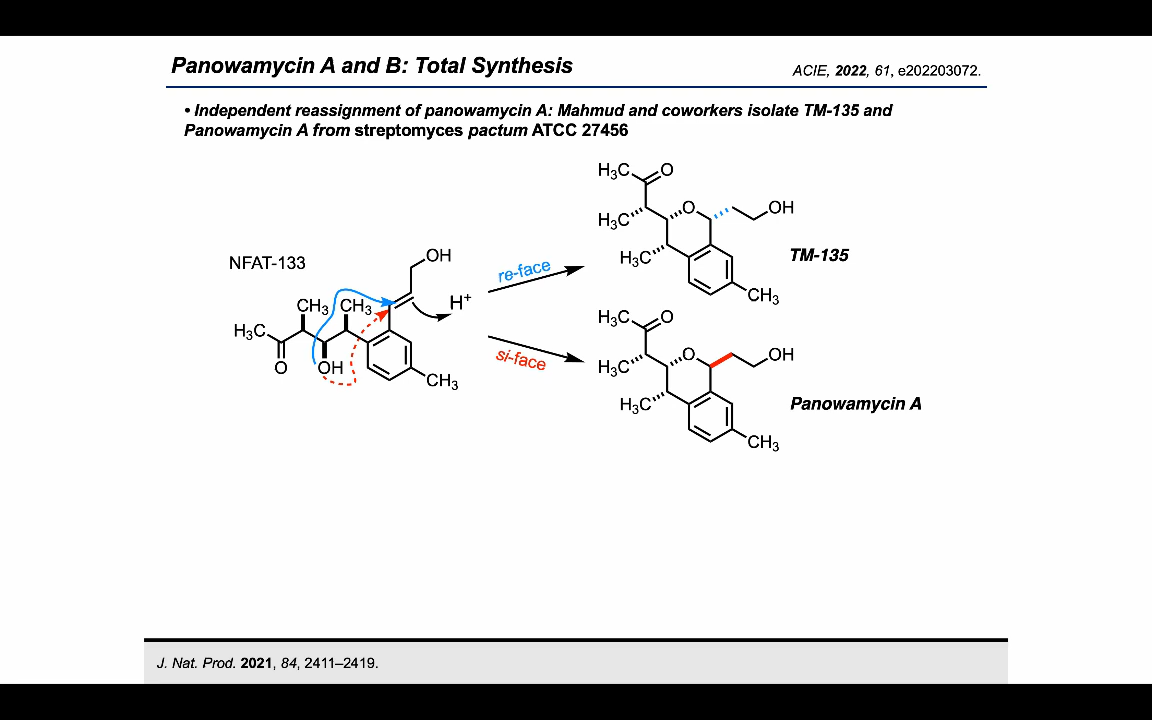 Panowamycin A and B: Total Synthesis
ACIE, 2022, 61, e202203072.
• Independent reassignment of panowamycin A: Mahmud and coworkers isolate TM-135 and
Panowamycin A from streptomyces pactum ATCC 27456
H₃C O
H₃C O OH
H₃C
TM-135
CH₃
NFAT-133
OH
re-face
H⁺
CH₃ CH₃
H₃C
O OH
CH₃
si-face
H₃C O
H₃C O OH
H₃C
Panowamycin A
CH₃
J. Nat. Prod. 2021, 84, 2411–2419.